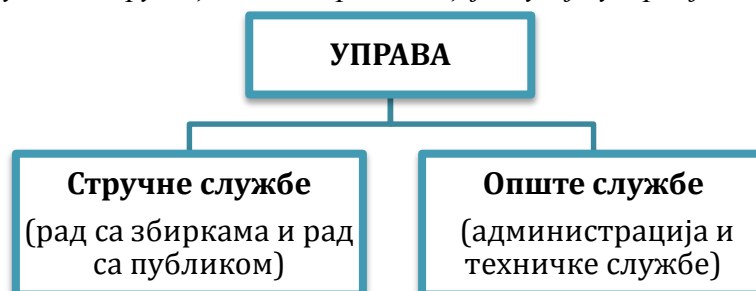 УПРАВА
Стручне службе
(рад са збиркама и рад
са публиком)
Опште службе
(администрација и
техничке службе)